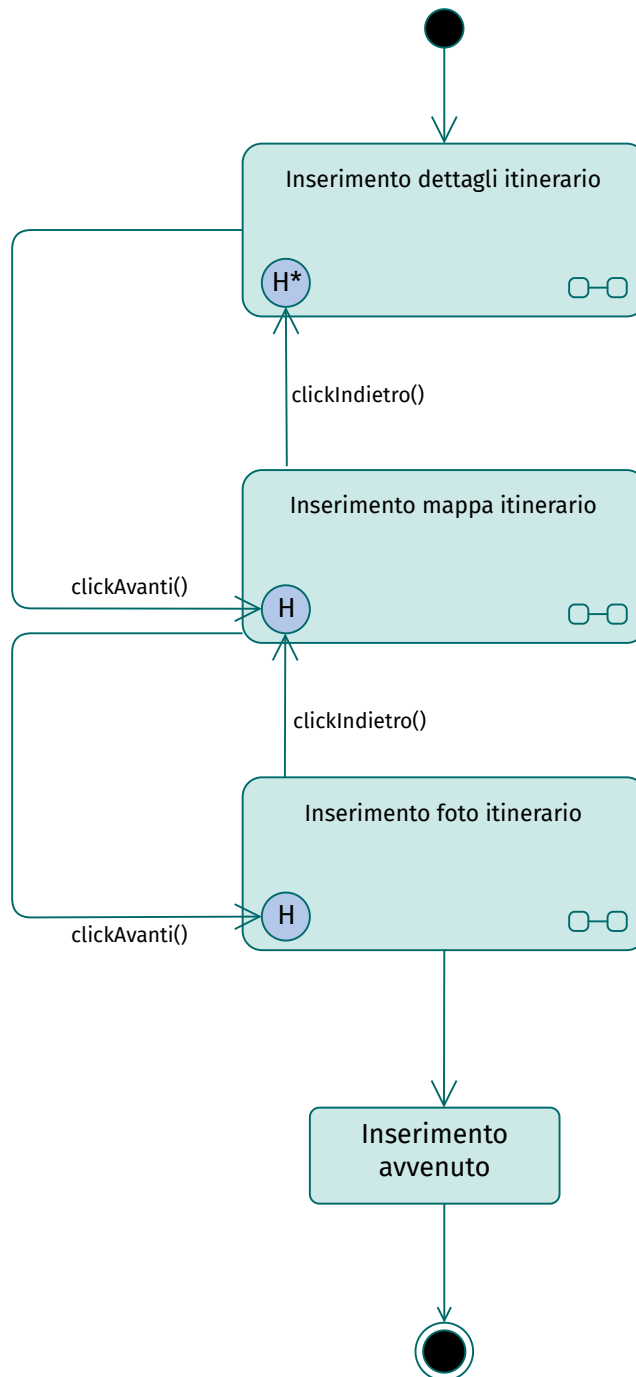 Inserimento dettagli itinerario
H*
clickIndietro()
Inserimento mappa itinerario
clickAvanti()
H
clickIndietro()
Inserimento foto itinerario
H
clickAvanti()
Inserimento
avvenuto